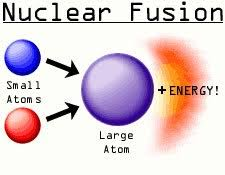 Nuclear Fusion
Small
Atoms
Large
Atom
+ ENERGY!